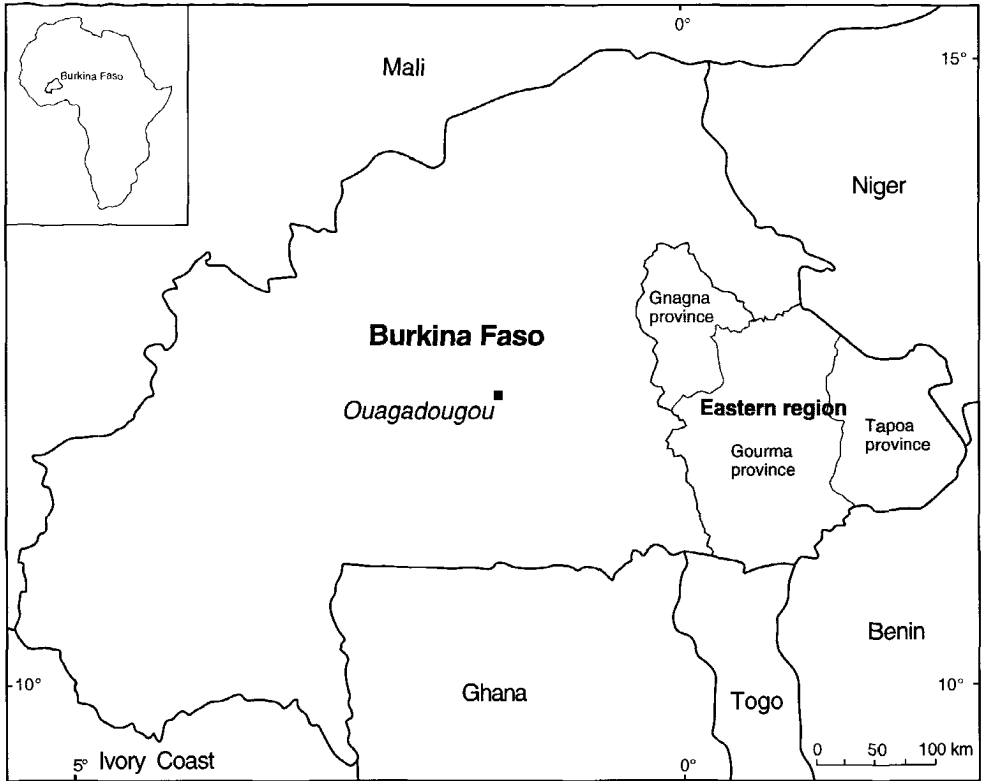 0°
15°
Burkina Faso
Mali
Niger
Gnagna
province
Burkina Faso
Ouagadougou
Eastern region
Tapoa
province
Gourma
province
Benin
10°
Ghana
Togo
10°
0 50 100 km
5°
Ivory Coast
0°